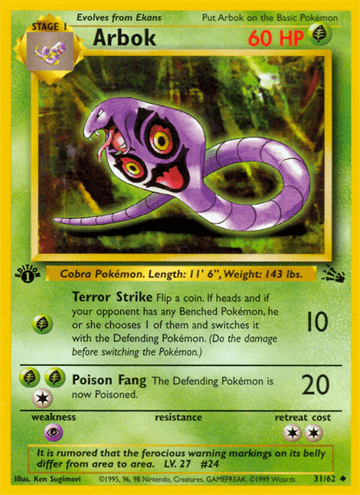 STAGE 1
Evolves from Ekans
Put Arbok on the Basic Pokémon
Arbok
60 HP
EDITION
1
Cobra Pokémon. Length: 11' 6", Weight: 143 lbs.
Terror Strike Flip a coin. If heads and if
your opponent has any Benched Pokémon, he
or she chooses 1 of them and switches it
with the Defending Pokémon. (Do the damage
before switching the Pokémon.)
10
Poison Fang The Defending Pokémon is
now Poisoned.
20
weakness
resistance
retreat cost
It is rumored that the ferocious warning markings on its belly
differ from area to area. LV. 27 #24
Illus. Ken Sugimori
©1995, 96, 98 Nintendo, Creatures, GAMEFREAK. ©1999 Wizards.
31/62